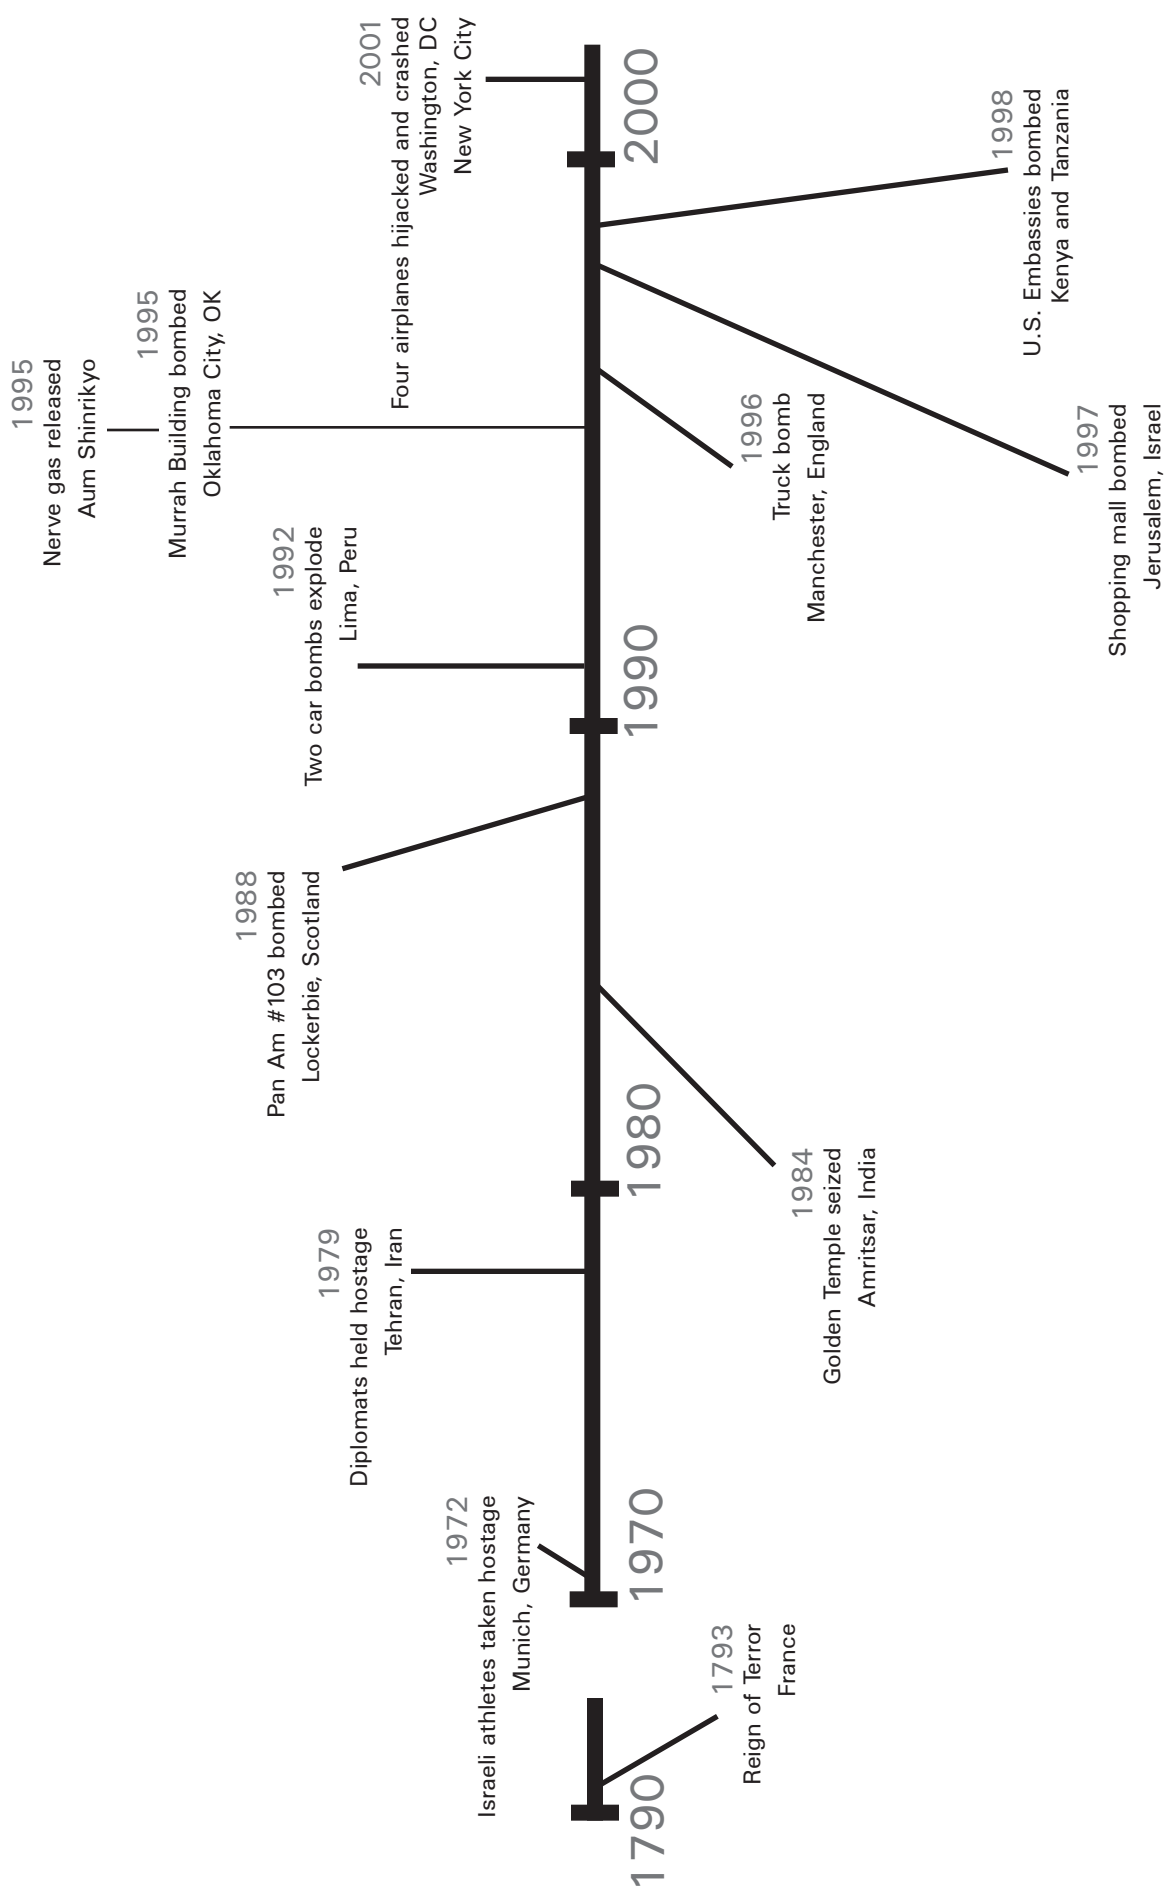 1995
Nerve gas released
Aum Shinrikyo
1995
Murrah Building bombed
Oklahoma City, OK
1988
Pan Am #103 bombed
Lockerbie, Scotland
1992
Two car bombs explode
Lima, Peru
1979
Diplomats held hostage
Tehran, Iran
2001
Four airplanes hijacked and crashed
Washington, DC
New York City
1972
Israeli athletes taken hostage
Munich, Germany
1790
1970
1980
1990
2000
1793
Reign of Terror
France
1996
Truck bomb
Manchester, England
1984
Golden Temple seized
Amritsar, India
1998
U.S. Embassies bombed
Kenya and Tanzania
1997
Shopping mall bombed
Jerusalem, Israel